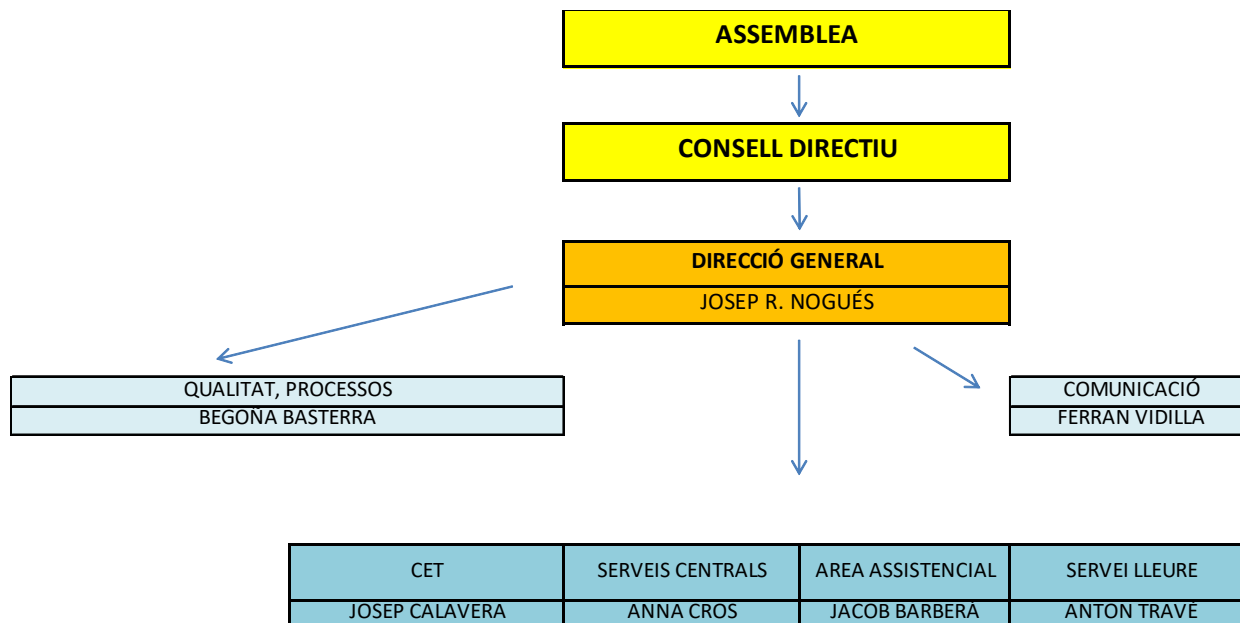 ASSEMBLEA
CONSELL DIRECTIU
DIRECCIÓ GENERAL
JOSEP R. NOGUÉS
QUALITAT, PROCESSOS
BEGOÑA BASTERRA
COMUNICACIÓ
FERRAN VIDILLA
CET
SERVEIS CENTRALS
AREA ASSISTENCIAL
SERVEI LLEURE
JOSEP CALAVERA
ANNA CROS
JACOB BARBERÀ
ANTON TRAVÉ